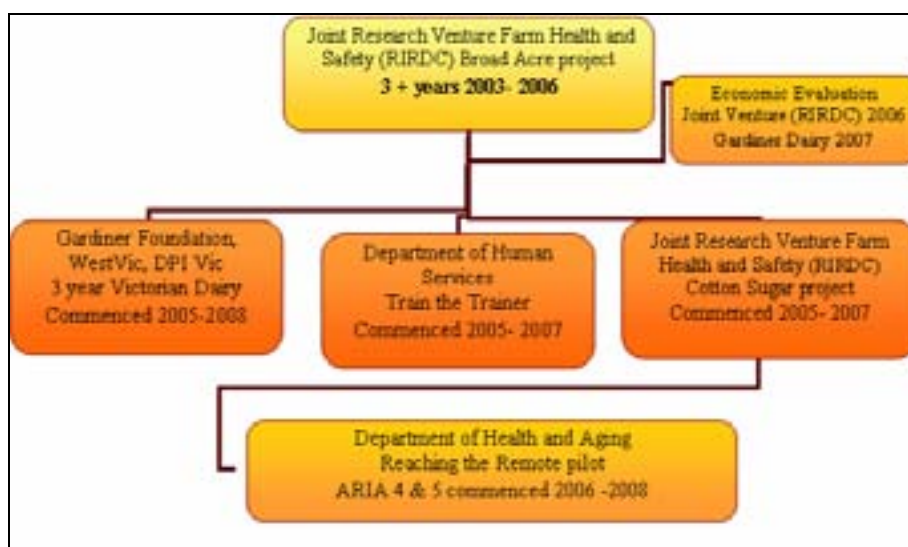 Joint Research Venture Farm Health and
Safety (RIRDC) Broad Acre project
3 + years 2003- 2006
Economic Evaluation
Joint Venture (RIRDC) 2006
Gardiner Dairy 2007
Gardiner Foundation,
WestVic, DPI Vic
3 year Victorian Dairy
Commenced 2005-2008
Department of Human
Services
Train the Trainer
Commenced 2005- 2007
Joint Research Venture Farm
Health and Safety (RIRDC)
Cotton Sugar project
Commenced 2005- 2007
Department of Health and Aging
Reaching the Remote pilot
ARIA 4 & 5 commenced 2006 -2008